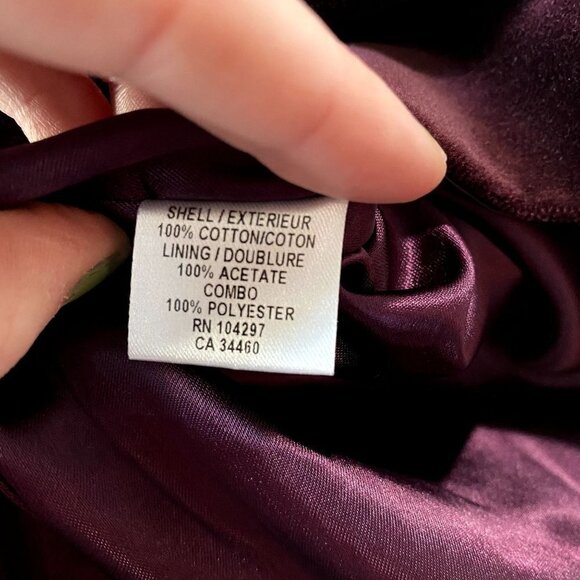 SHELL / EXTERIEUR
100% COTTON/COTON
LINING / DOUBLURE
100% ACETATE
COMBO
100% POLYESTER
RN 104297
CA 34460